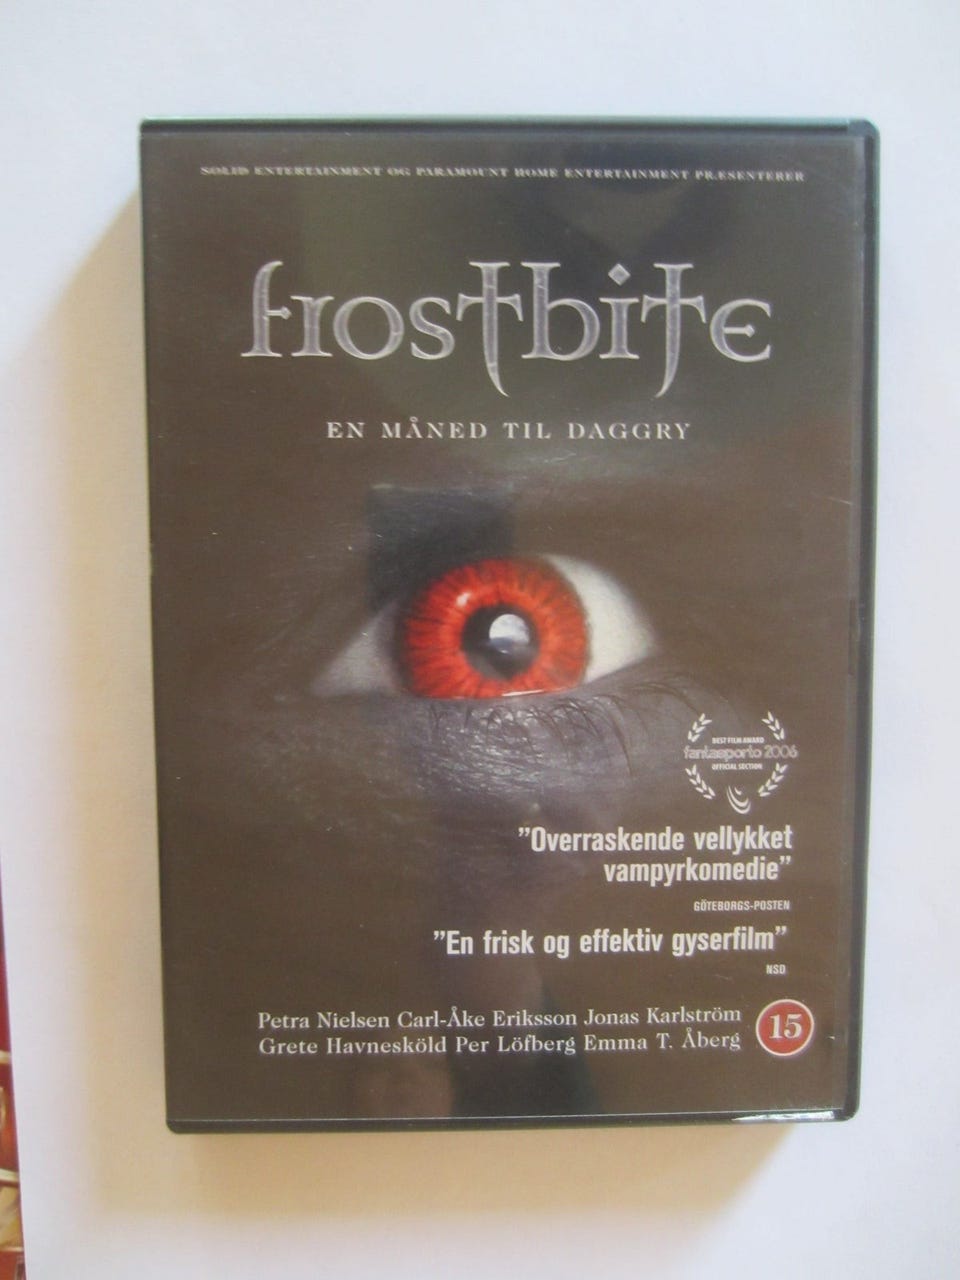 SOLID ENTERTAINMENT OG PARAMOUNT HOME ENTERTAINMENT PRÆSENTERER
frostbite
EN MÅNED TIL DAGGRY
BEST FILM AWARD
fantasporto 2006
OFFICIAL SECTION
"Overraskende vellykket
vampyrkomedie"
GÖTEBORGS-POSTEN
"En frisk og effektiv gyserfilm"
NSD
Petra Nielsen Carl-Åke Eriksson Jonas Karlström
Grete Havnesköld Per Löfberg Emma T. Åberg
15